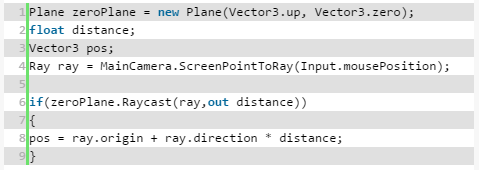 1 Plane zeroPlane = new Plane(Vector3.up, Vector3.zero);
2 float distance;
3 Vector3 pos;
4 Ray ray = MainCamera.ScreenPointToRay(Input.mousePosition);
5
6 if(zeroPlane.Raycast(ray,out distance))
7 {
8 pos = ray.origin + ray.direction * distance;
9 }